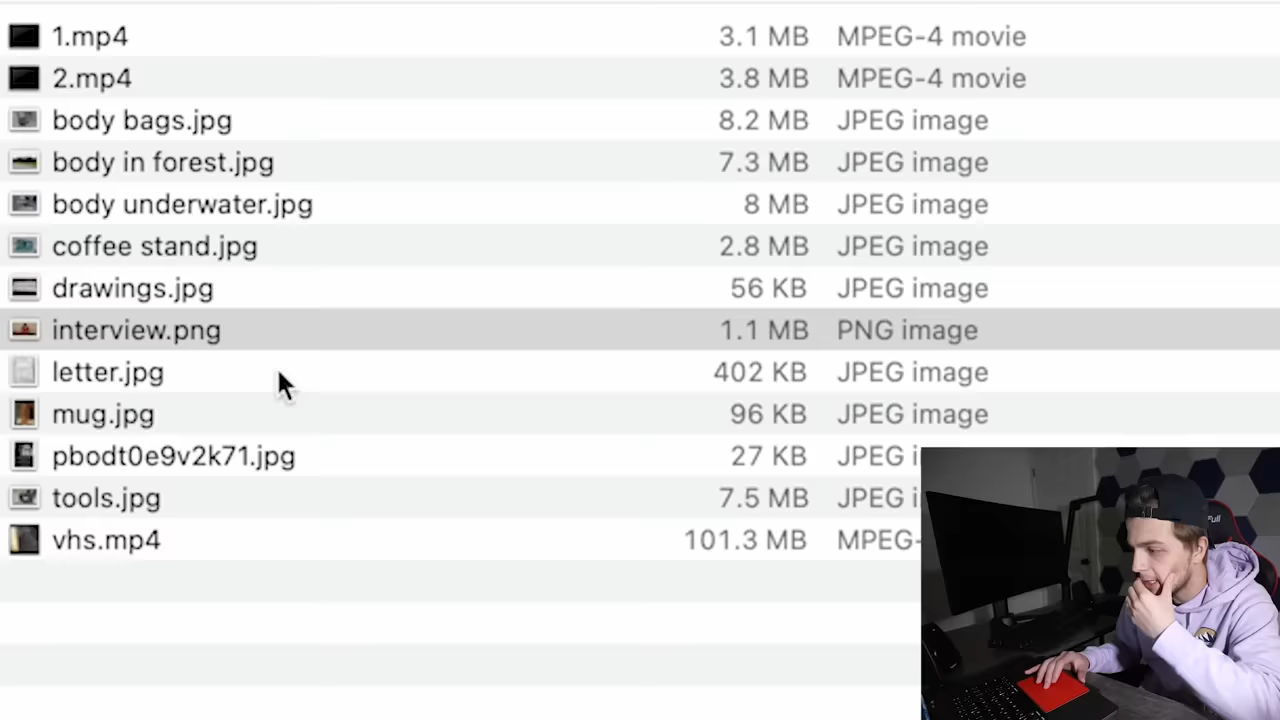 1.mp4 3.1 MB MPEG-4 movie
2.mp4 3.8 MB MPEG-4 movie
body bags.jpg 8.2 MB JPEG image
body in forest.jpg 7.3 MB JPEG image
body underwater.jpg 8 MB JPEG image
coffee stand.jpg 2.8 MB JPEG image
drawings.jpg 56 KB JPEG image
interview.png 1.1 MB PNG image
letter.jpg 402 KB JPEG image
mug.jpg 96 KB JPEG image
pbodt0e9v2k71.jpg 27 KB JPEG i
tools.jpg 7.5 MB JPEG i
vhs.mp4 101.3 MB MPEG-